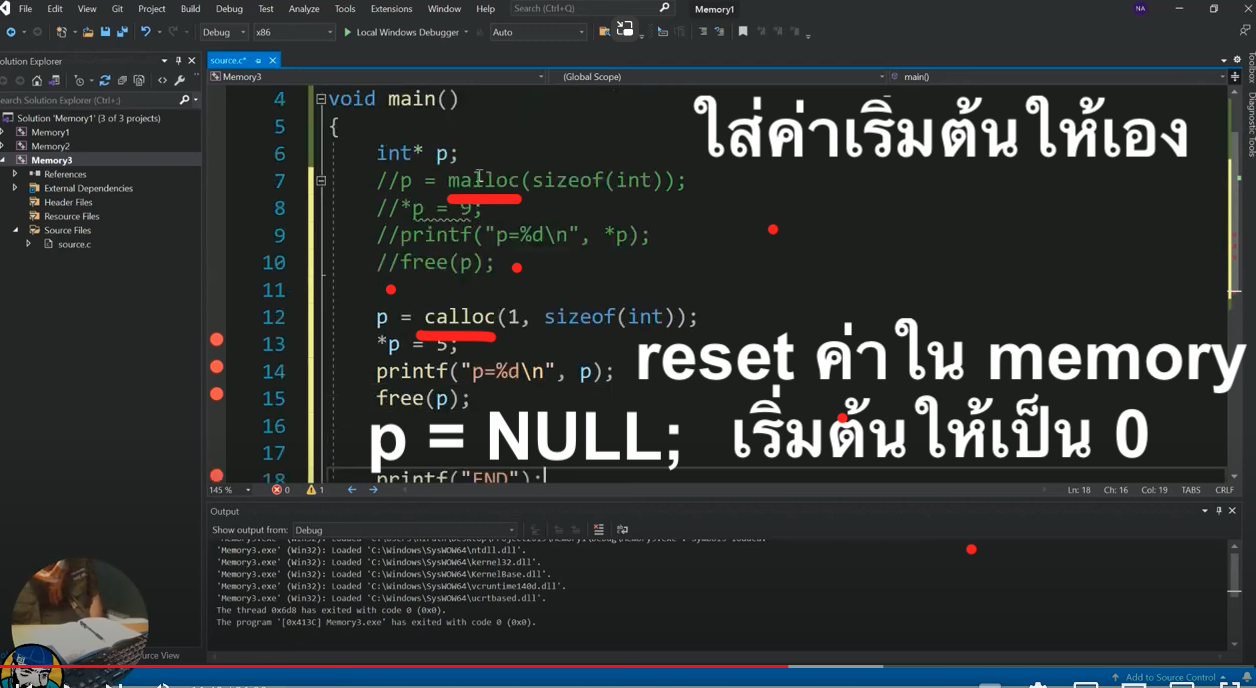 File Edit View Git Project Build Debug Test Analyze Tools Extensions Window Help Search (Ctrl+Q) Memory1 NA
Debug x86 Local Windows Debugger Auto
olution Explorer
source.c*
Memory3 (Global Scope) main()
earch Solution Explorer (Ctrl+;)
Solution 'Memory1' (3 of 3 projects)
Memory1
Memory2
Memory3
References
External Dependencies
Header Files
Resource Files
Source Files
source.c
4 void main()
5 {
6 int* p;
7 //p = malloc(sizeof(int));
8 //*p = 9;
9 //printf("p=%d\n", *p);
10 //free(p);
11
12 p = calloc(1, sizeof(int));
13 *p = 5;
14 printf("p=%d\n", p);
15 free(p);
16
17
18 printf("END");
ใส่ค่าเริ่มต้นให้เอง
reset ค่าใน memory
เริ่มต้นให้เป็น 0
p = NULL;
Toolbox
Diagnostic Tools
145 % 0 1 Ln: 18 Ch: 16 Col: 19 TABS CRLF
Output
Show output from: Debug
'Memory3.exe' (Win32): Loaded 'C:\Windows\SysWOW64\ntdll.dll'.
'Memory3.exe' (Win32): Loaded 'C:\Windows\SysWOW64\kernel32.dll'.
'Memory3.exe' (Win32): Loaded 'C:\Windows\SysWOW64\KernelBase.dll'.
'Memory3.exe' (Win32): Loaded 'C:\Windows\SysWOW64\vcruntime140d.dll'.
'Memory3.exe' (Win32): Loaded 'C:\Windows\SysWOW64\ucrtbased.dll'.
The thread 0x6d8 has exited with code 0 (0x0).
The program '[0x413C] Memory3.exe' has exited with code 0 (0x0).
urce View
Add to Source Control